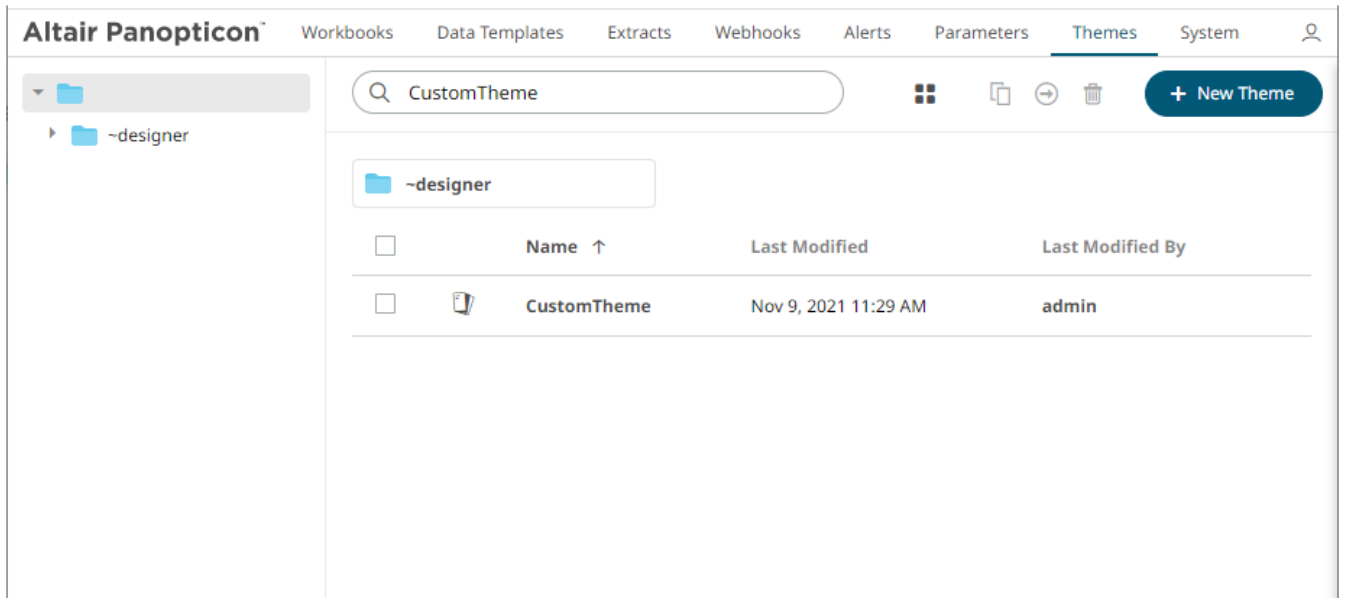 Altair Panopticon™ Workbooks Data Templates Extracts Webhooks Alerts Parameters Themes System
CustomTheme + New Theme
~designer
~designer
Name ↑ Last Modified Last Modified By
CustomTheme Nov 9, 2021 11:29 AM admin